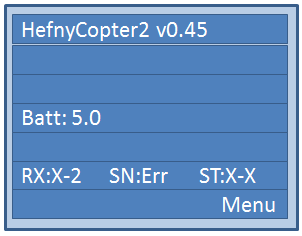 HefnyCopter2 v0.45
Batt: 5.0
RX:X-2 SN:Err ST:X-X
Menu